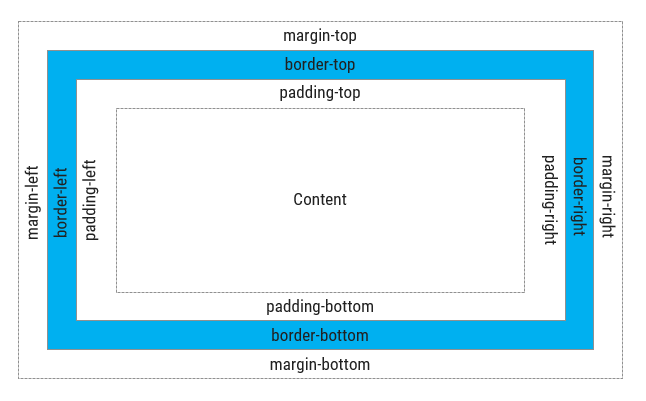 margin-top
border-top
padding-top
margin-left
border-left
padding-left
Content
padding-right
border-right
margin-right
padding-bottom
border-bottom
margin-bottom